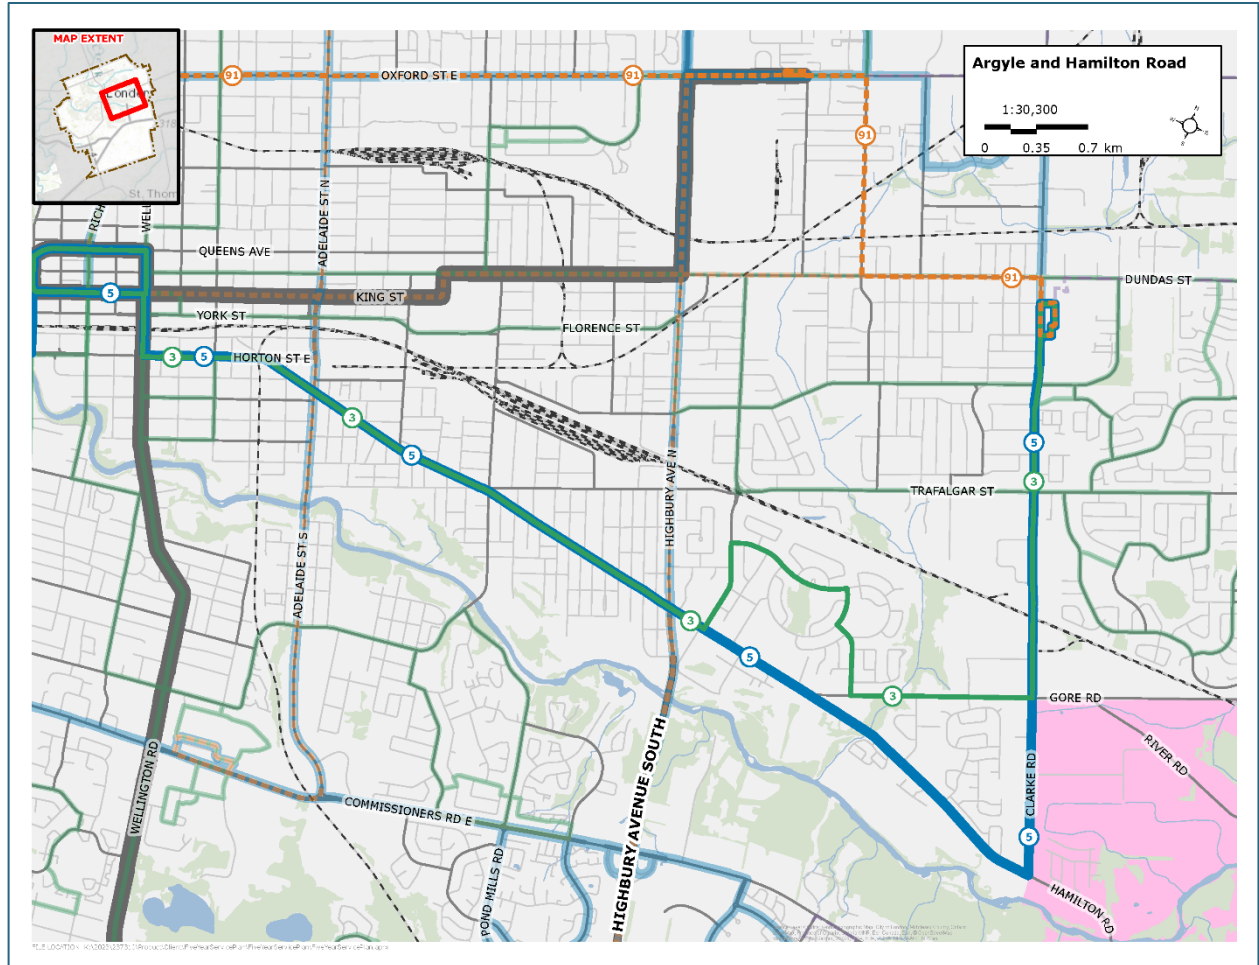 MAP EXTENT
London
St. Thom
Argyle and Hamilton Road
1:30,300
0 0.35 0.7 km
91
OXFORD ST E
91
91
RICH
WELL
ADELAIDE ST N
QUEENS AVE
91
DUNDAS ST
5
KING ST
YORK ST
FLORENCE ST
3
5
HORTON ST E
3
5
5
HIGHBURY AVE N
3
TRAFALGAR ST
ADELAIDE ST S
3
5
3
GORE RD
RIVER RD
WELLINGTON RD
CLARKE RD
HIGHBURY AVENUE SOUTH
COMMISSIONERS RD E
5
POND MILLS RD
HAMILTON RD